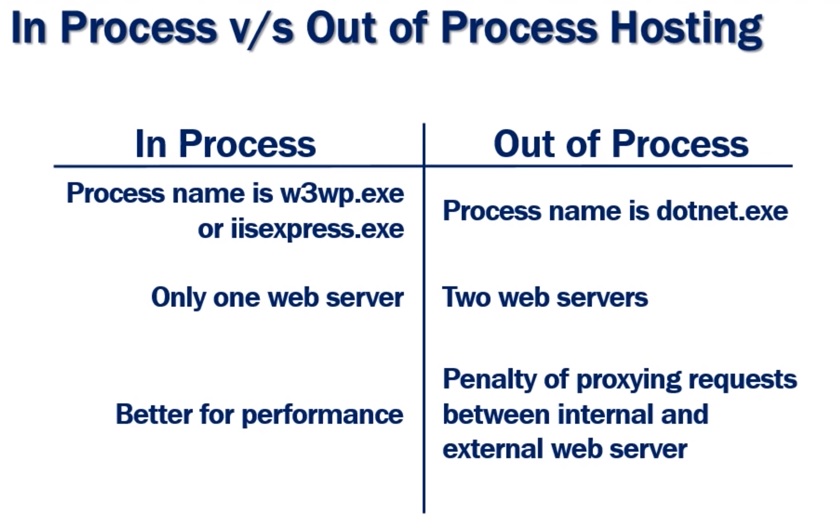 In Process v/s Out of Process Hosting
In Process
Out of Process
Process name is w3wp.exe
or iisexpress.exe
Process name is dotnet.exe
Only one web server
Two web servers
Better for performance
Penalty of proxying requests
between internal and
external web server